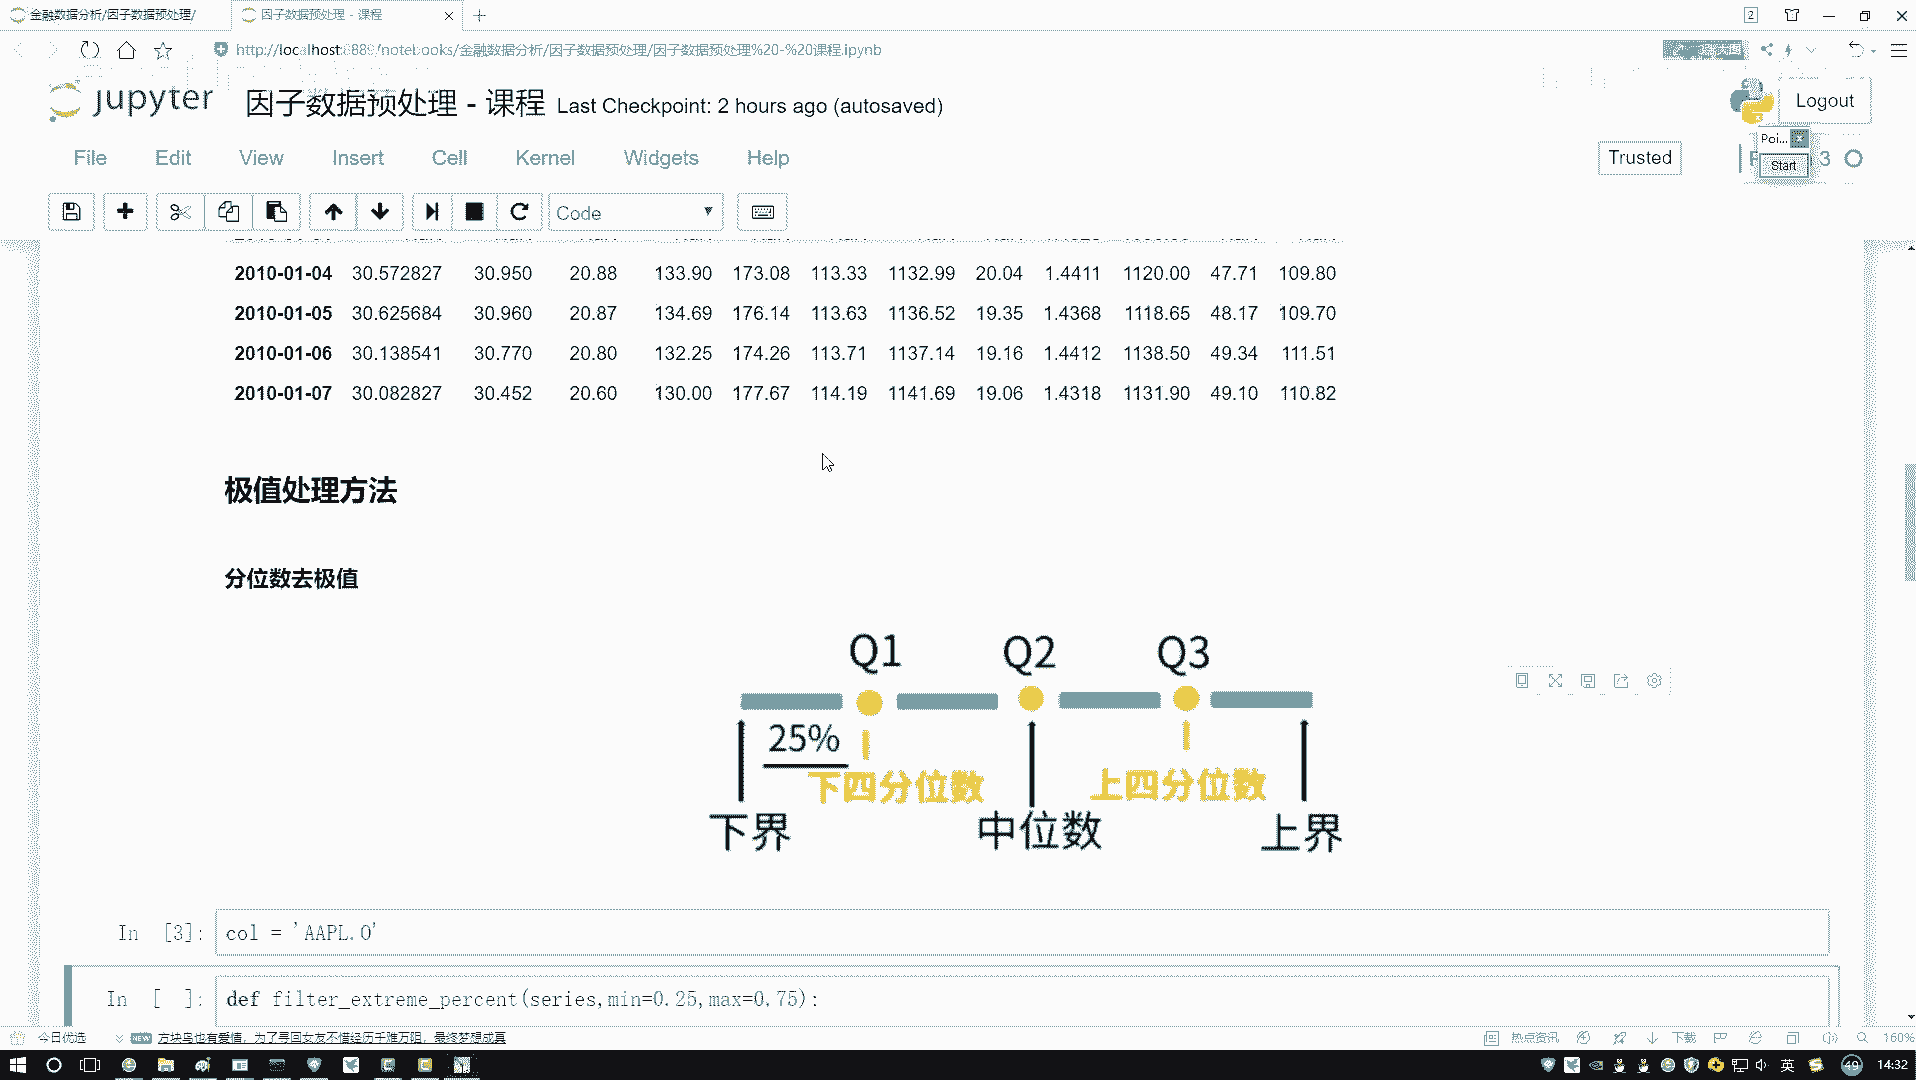 金融数据分析/因子数据预处理/
因子数据预处理 - 课程
2
http://localhost:8889/notebooks/金融数据分析/因子数据预处理/因子数据预处理%20-%20课程.ipynb
jupyter
因子数据预处理 - 课程 Last Checkpoint: 2 hours ago (autosaved)
Logout
Poi...
Start
File Edit View Insert Cell Kernel Widgets Help
Trusted
3
Code
2010-01-04 30.572827 30.950 20.88 133.90 173.08 113.33 1132.99 20.04 1.4411 1120.00 47.71 109.80
2010-01-05 30.625684 30.960 20.87 134.69 176.14 113.63 1136.52 19.35 1.4368 1118.65 48.17 109.70
2010-01-06 30.138541 30.770 20.80 132.25 174.26 113.71 1137.14 19.16 1.4412 1138.50 49.34 111.51
2010-01-07 30.082827 30.452 20.60 130.00 177.67 114.19 1141.69 19.06 1.4318 1131.90 49.10 110.82
极值处理方法
分位数去极值
Q1 Q2 Q3
25%
下四分位数 上四分位数
下界 中位数 上界
In [3]: col = 'AAPL.O'
In [ ]: def filter_extreme_percent(series,min=0.25,max=0.75):
今日优选
NEW
方块鸟也有爱情，为了寻回女友不惜经历千难万阻，最终梦想成真
热点资讯
下载
160%
英
49
14:32